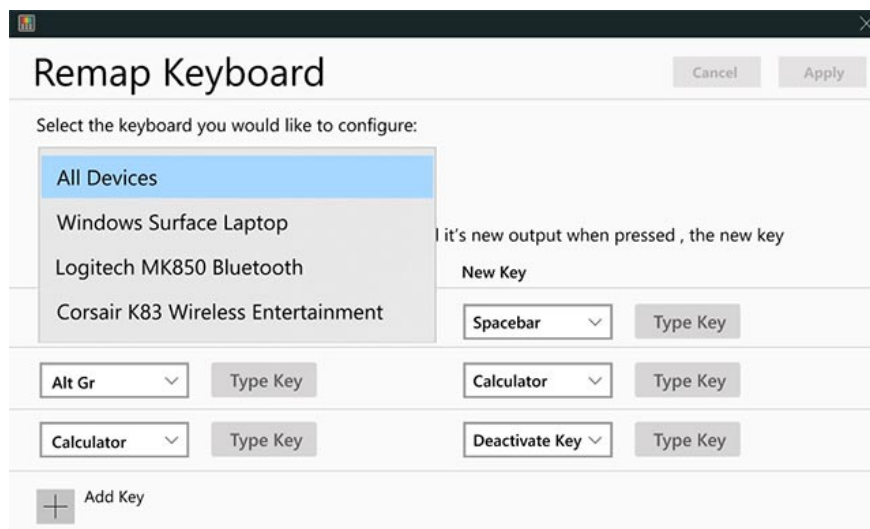 Remap Keyboard
Cancel
Apply
Select the keyboard you would like to configure:
All Devices
Windows Surface Laptop
Logitech MK850 Bluetooth
Corsair K83 Wireless Entertainment
it's new output when pressed , the new key
New Key
Spacebar
Type Key
Alt Gr
Type Key
Calculator
Type Key
Calculator
Type Key
Deactivate Key
Type Key
Add Key